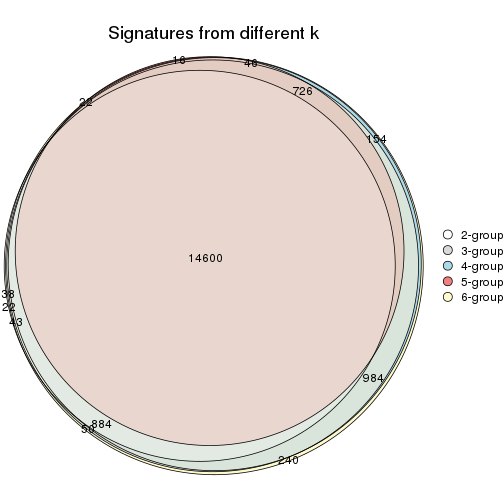 Signatures from different k
16
46
726
22
154
14600
2-group
3-group
4-group
5-group
6-group
38
22
43
984
884
50
240